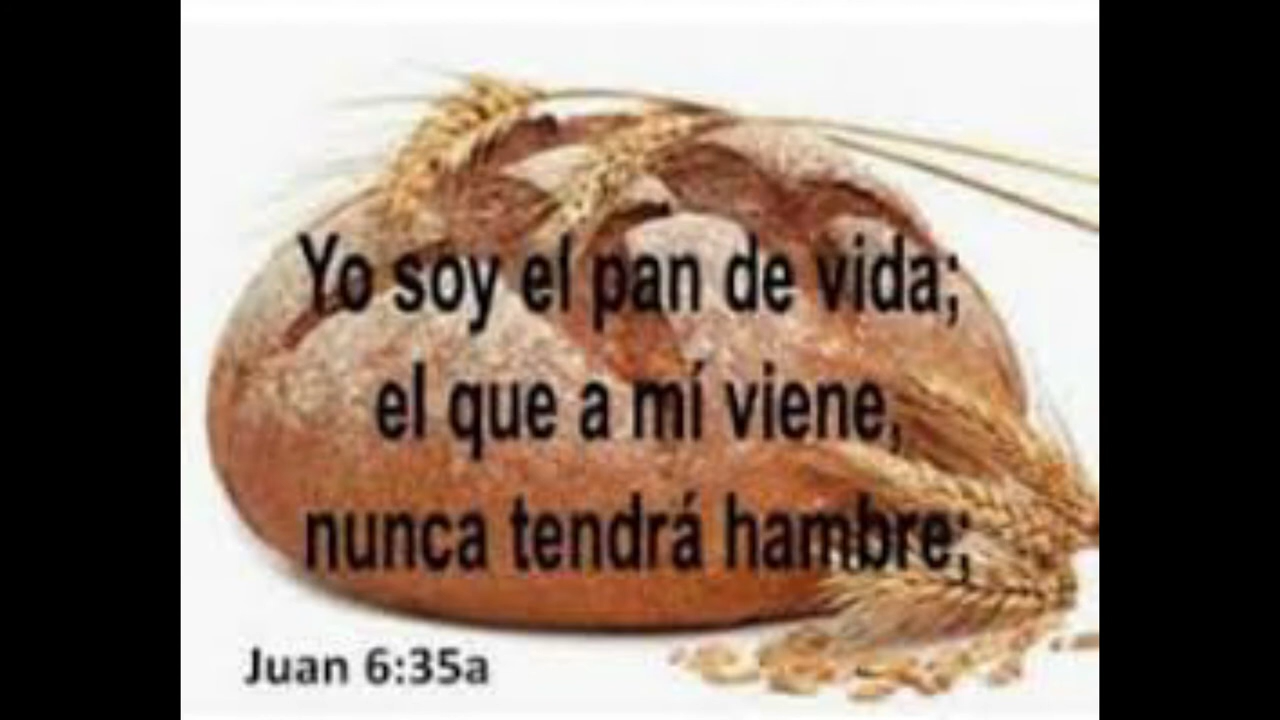 Yo soy el pan de vida;
el que a mí viene,
nunca tendrá hambre;
Juan 6:35a